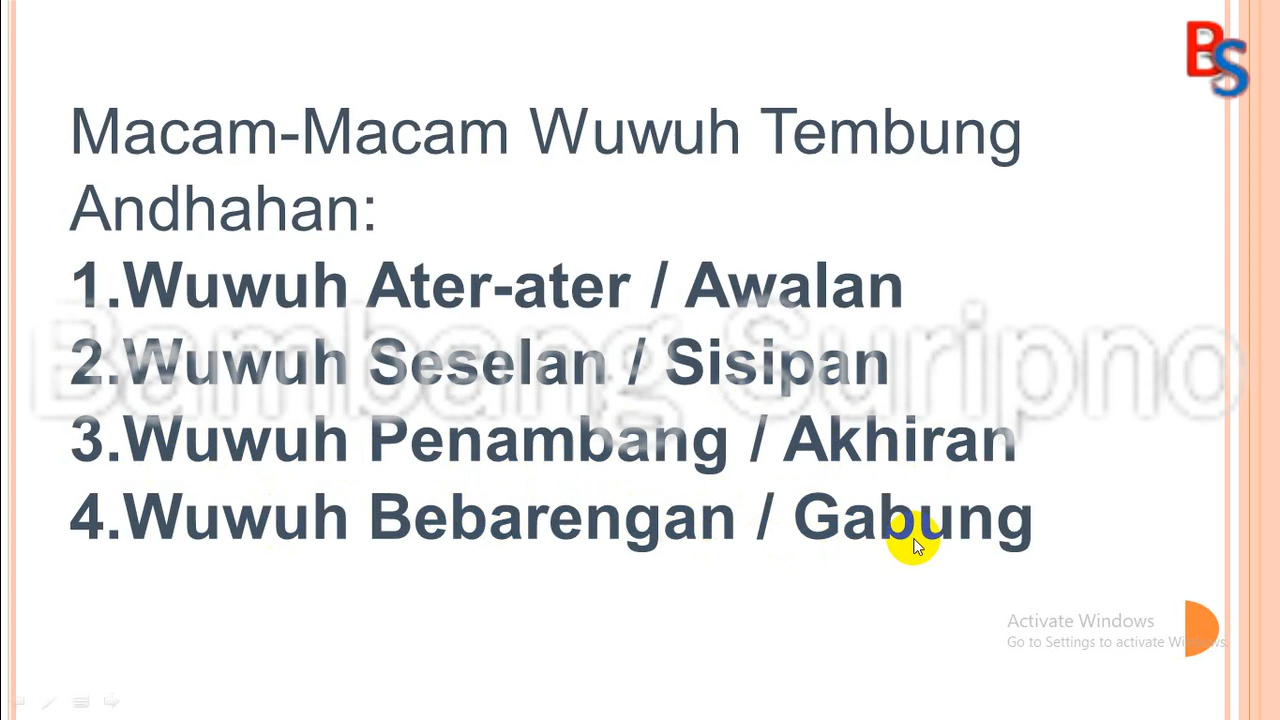 BS
Macam-Macam Wuwuh Tembung
Andhahan:
1.Wuwuh Ater-ater / Awalan
2.Wuwuh Seselan / Sisipan
3.Wuwuh Penambang / Akhiran
4.Wuwuh Bebarengan / Gabung
Bambang Suripno
Activate Windows
Go to Settings to activate Windows.